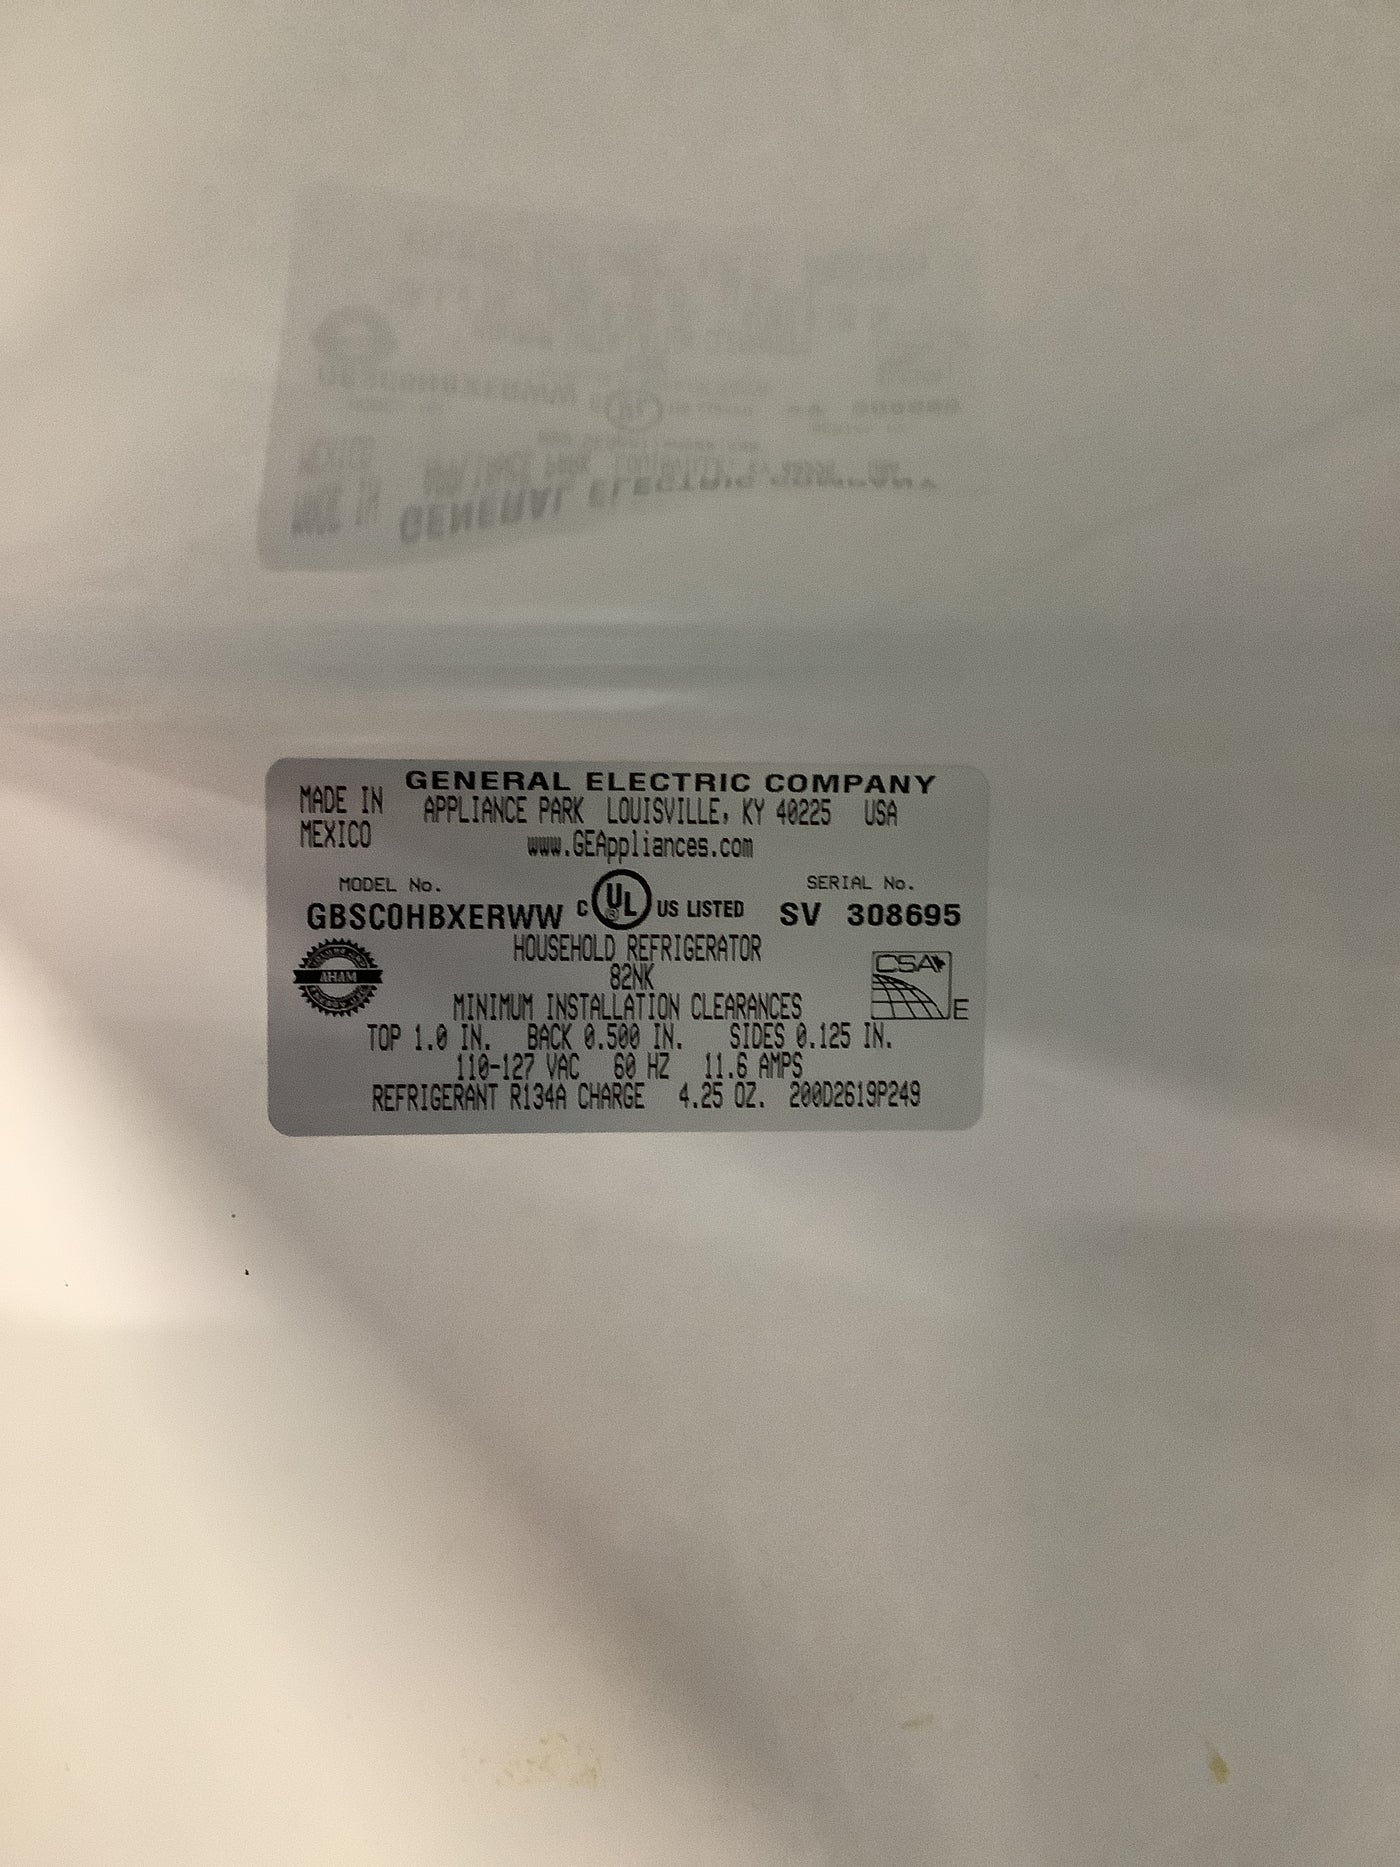 GENERAL ELECTRIC COMPANY
MADE IN
MEXICO
APPLIANCE PARK LOUISVILLE, KY 40225 USA
www.GEAppliances.com
MODEL No.
GBSC0HBXERWW
C UL ® US LISTED
SERIAL No.
SV 308695
HOUSEHOLD REFRIGERATOR
82NK
AHAM
CSA
E
MINIMUM INSTALLATION CLEARANCES
TOP 1.0 IN. BACK 0.500 IN. SIDES 0.125 IN.
110-127 VAC 60 HZ 11.6 AMPS
REFRIGERANT R134A CHARGE 4.25 OZ. 200D2619P249